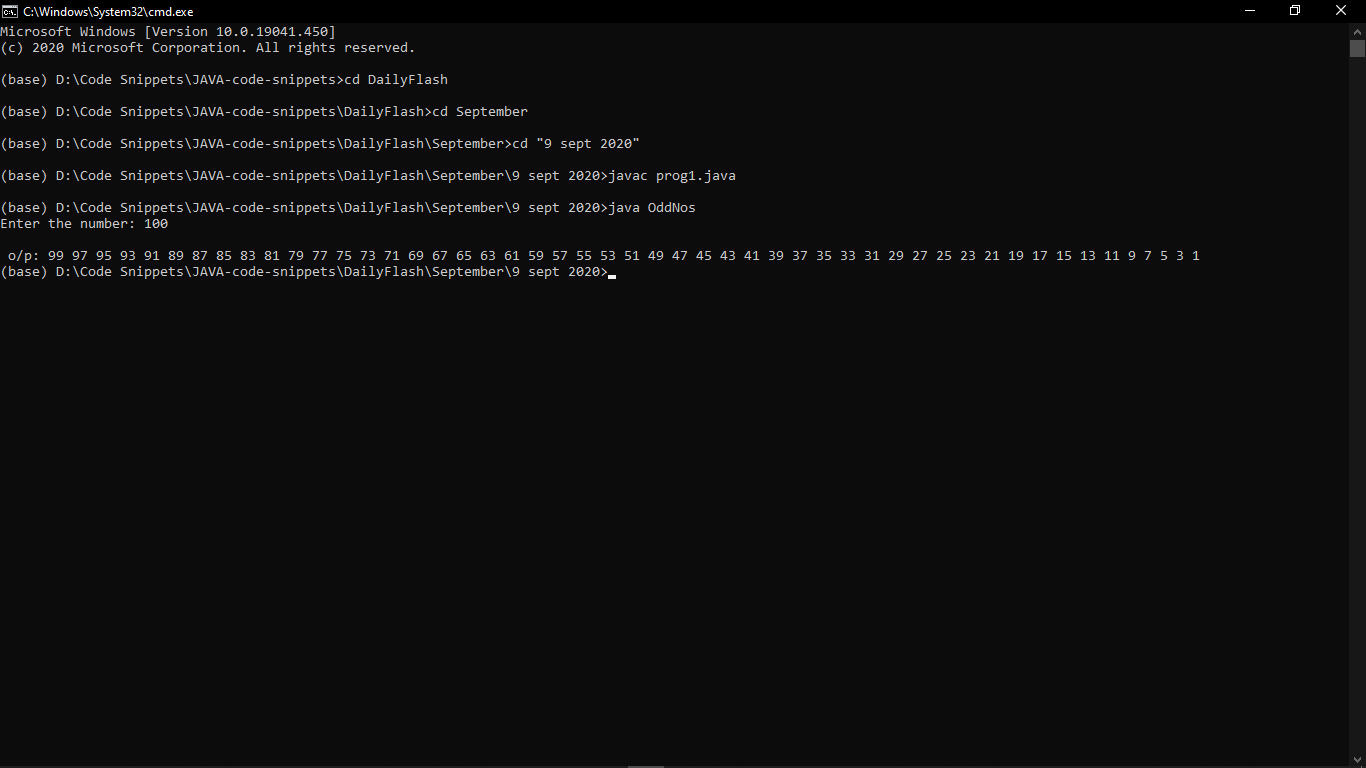 C:\Windows\System32\cmd.exe
Microsoft Windows [Version 10.0.19041.450]
(c) 2020 Microsoft Corporation. All rights reserved.
(base) D:\Code Snippets\JAVA-code-snippets>cd DailyFlash
(base) D:\Code Snippets\JAVA-code-snippets\DailyFlash>cd September
(base) D:\Code Snippets\JAVA-code-snippets\DailyFlash\September>cd "9 sept 2020"
(base) D:\Code Snippets\JAVA-code-snippets\DailyFlash\September\9 sept 2020>javac prog1.java
(base) D:\Code Snippets\JAVA-code-snippets\DailyFlash\September\9 sept 2020>java OddNos
Enter the number: 100
o/p: 99 97 95 93 91 89 87 85 83 81 79 77 75 73 71 69 67 65 63 61 59 57 55 53 51 49 47 45 43 41 39 37 35 33 31 29 27 25 23 21 19 17 15 13 11 9 7 5 3 1
(base) D:\Code Snippets\JAVA-code-snippets\DailyFlash\September\9 sept 2020>